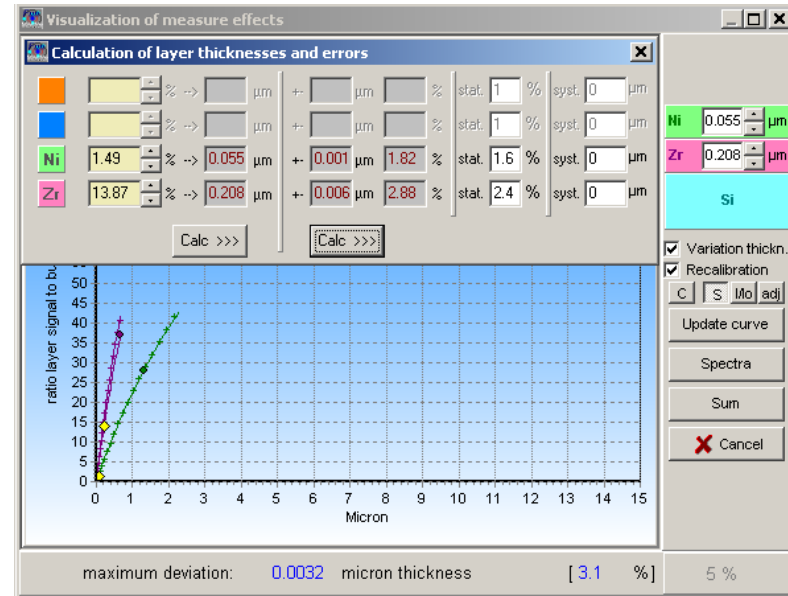 Visualization of measure effects
Calculation of layer thicknesses and errors
% --> µm +- µm % stat. 1 % syst. 0 µm
% --> µm +- µm % stat. 1 % syst. 0 µm
Ni 1.49 % --> 0.055 µm +- 0.001 µm 1.82 % stat. 1.6 % syst. 0 µm
Zr 13.87 % --> 0.208 µm +- 0.006 µm 2.88 % stat. 2.4 % syst. 0 µm
Calc >>> Calc >>>
Ni 0.055 µm
Zr 0.208 µm
Si
Variation thickn.
Recalibration
C S Mo adj
Update curve
Spectra
Sum
Cancel
ratio layer signal to bu
50
45
40
35
30
25
20
15
10
5
0
0 1 2 3 4 5 6 7 8 9 10 11 12 13 14 15
Micron
maximum deviation: 0.0032 micron thickness [ 3.1 % ] 5 %